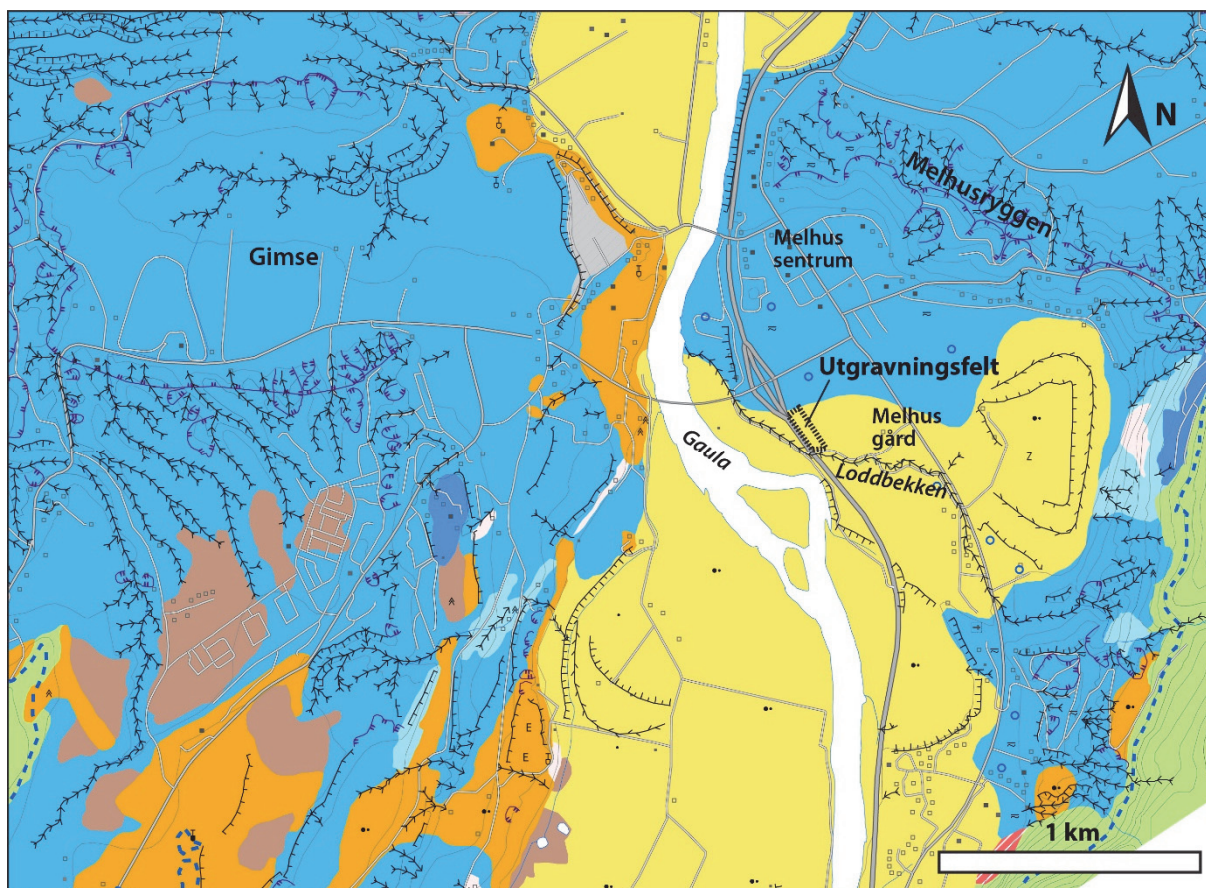 N
Melhusryggen
Melhus
sentrum
Gimse
Utgravningsfelt
Melhus
gård
Gaula
Loddbekken
Z
E
E
1 km